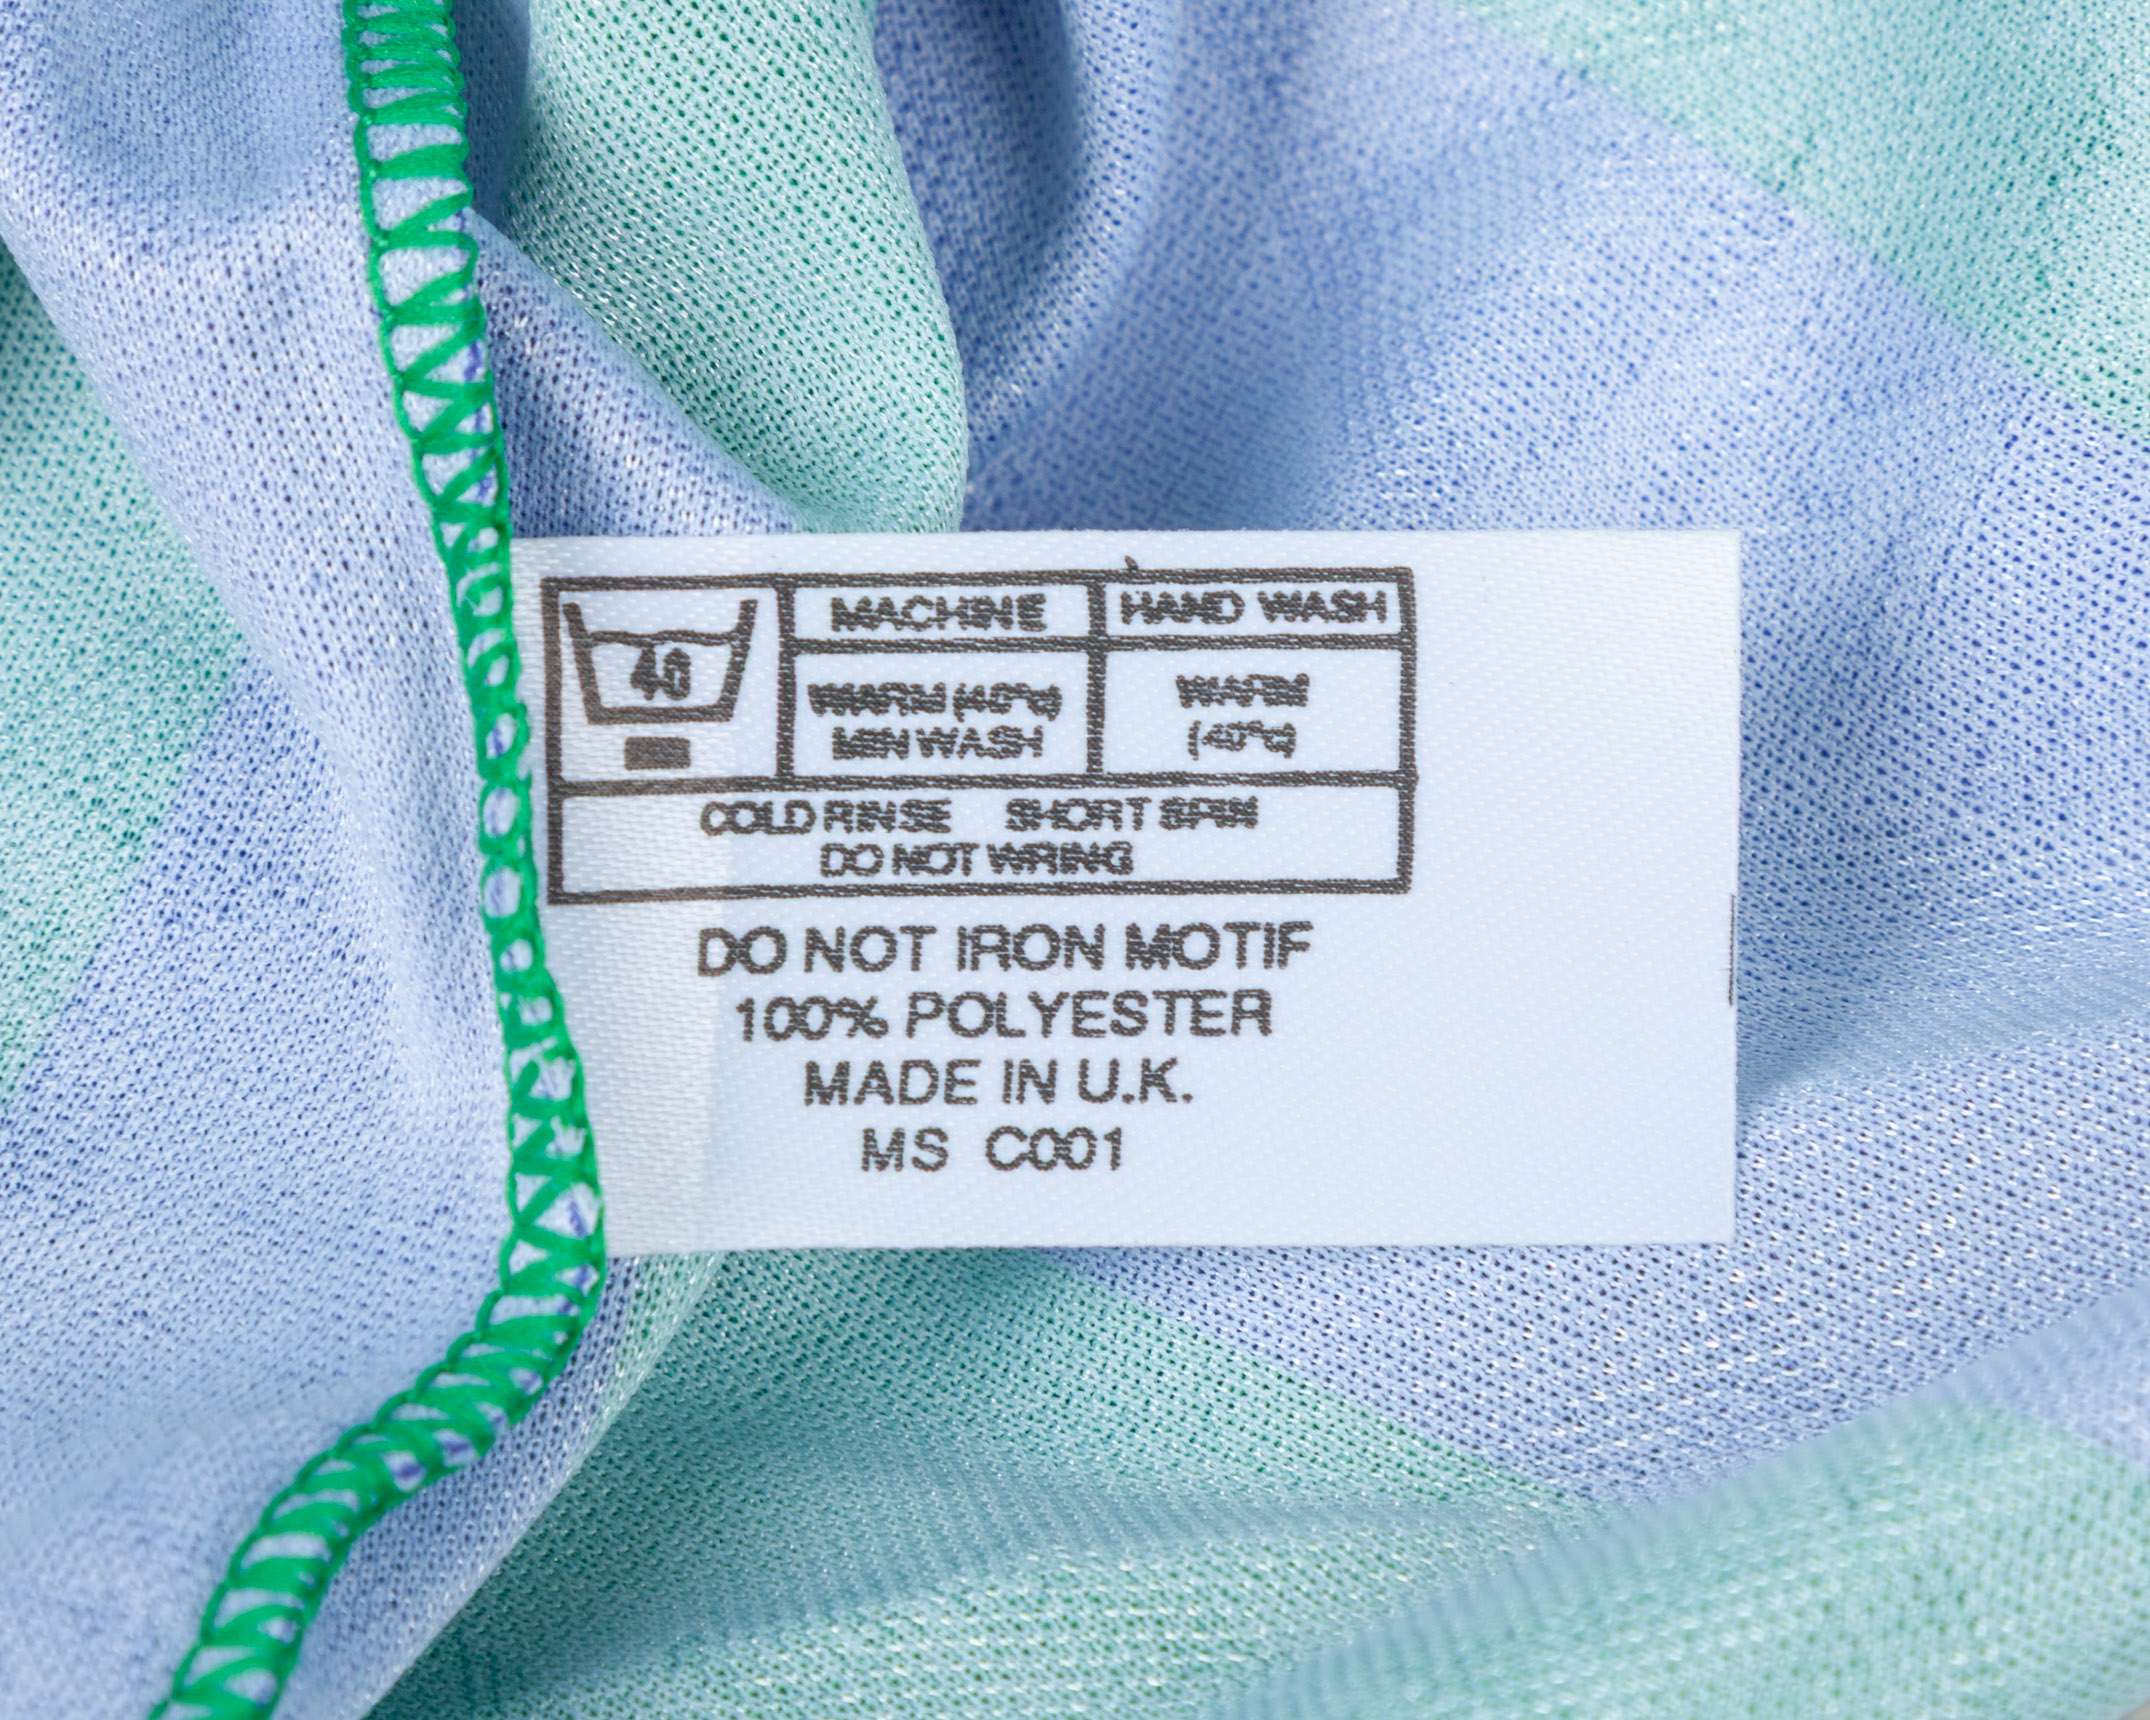 40
MACHINE
HAND WASH
WARM (40°c)
MIN WASH
WARM
(40°c)
COLD RINSE SHORT SPIN
DO NOT WRING
DO NOT IRON MOTIF
100% POLYESTER
MADE IN U.K.
MS C001